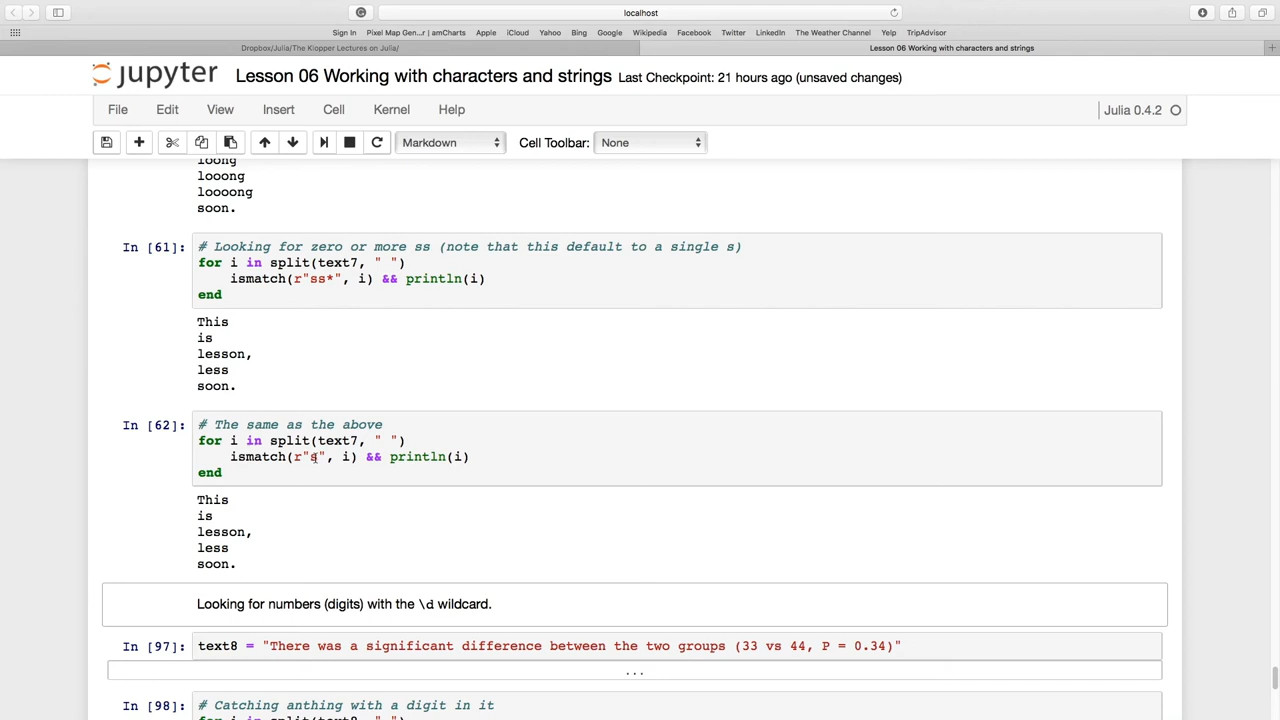 localhost
Sign In Pixel Map Gen...r | amCharts Apple iCloud Yahoo Bing Google Wikipedia Facebook Twitter LinkedIn The Weather Channel Yelp TripAdvisor
Dropbox/Julia/The Klopper Lectures on Julia/
Lesson 06 Working with characters and strings
jupyter Lesson 06 Working with characters and strings Last Checkpoint: 21 hours ago (unsaved changes)
File Edit View Insert Cell Kernel Help Julia 0.4.2
Markdown Cell Toolbar: None
loong
looong
loooong
soon.
In [61]: # Looking for zero or more ss (note that this default to a single s)
for i in split(text7, " ")
ismatch(r"ss*", i) && println(i)
end
This
is
lesson,
less
soon.
In [62]: # The same as the above
for i in split(text7, " ")
ismatch(r"s", i) && println(i)
end
This
is
lesson,
less
soon.
Looking for numbers (digits) with the \d wildcard.
In [97]: text8 = "There was a significant difference between the two groups (33 vs 44, P = 0.34)"
...
In [98]: # Catching anthing with a digit in it
for i in split(text8, " ")